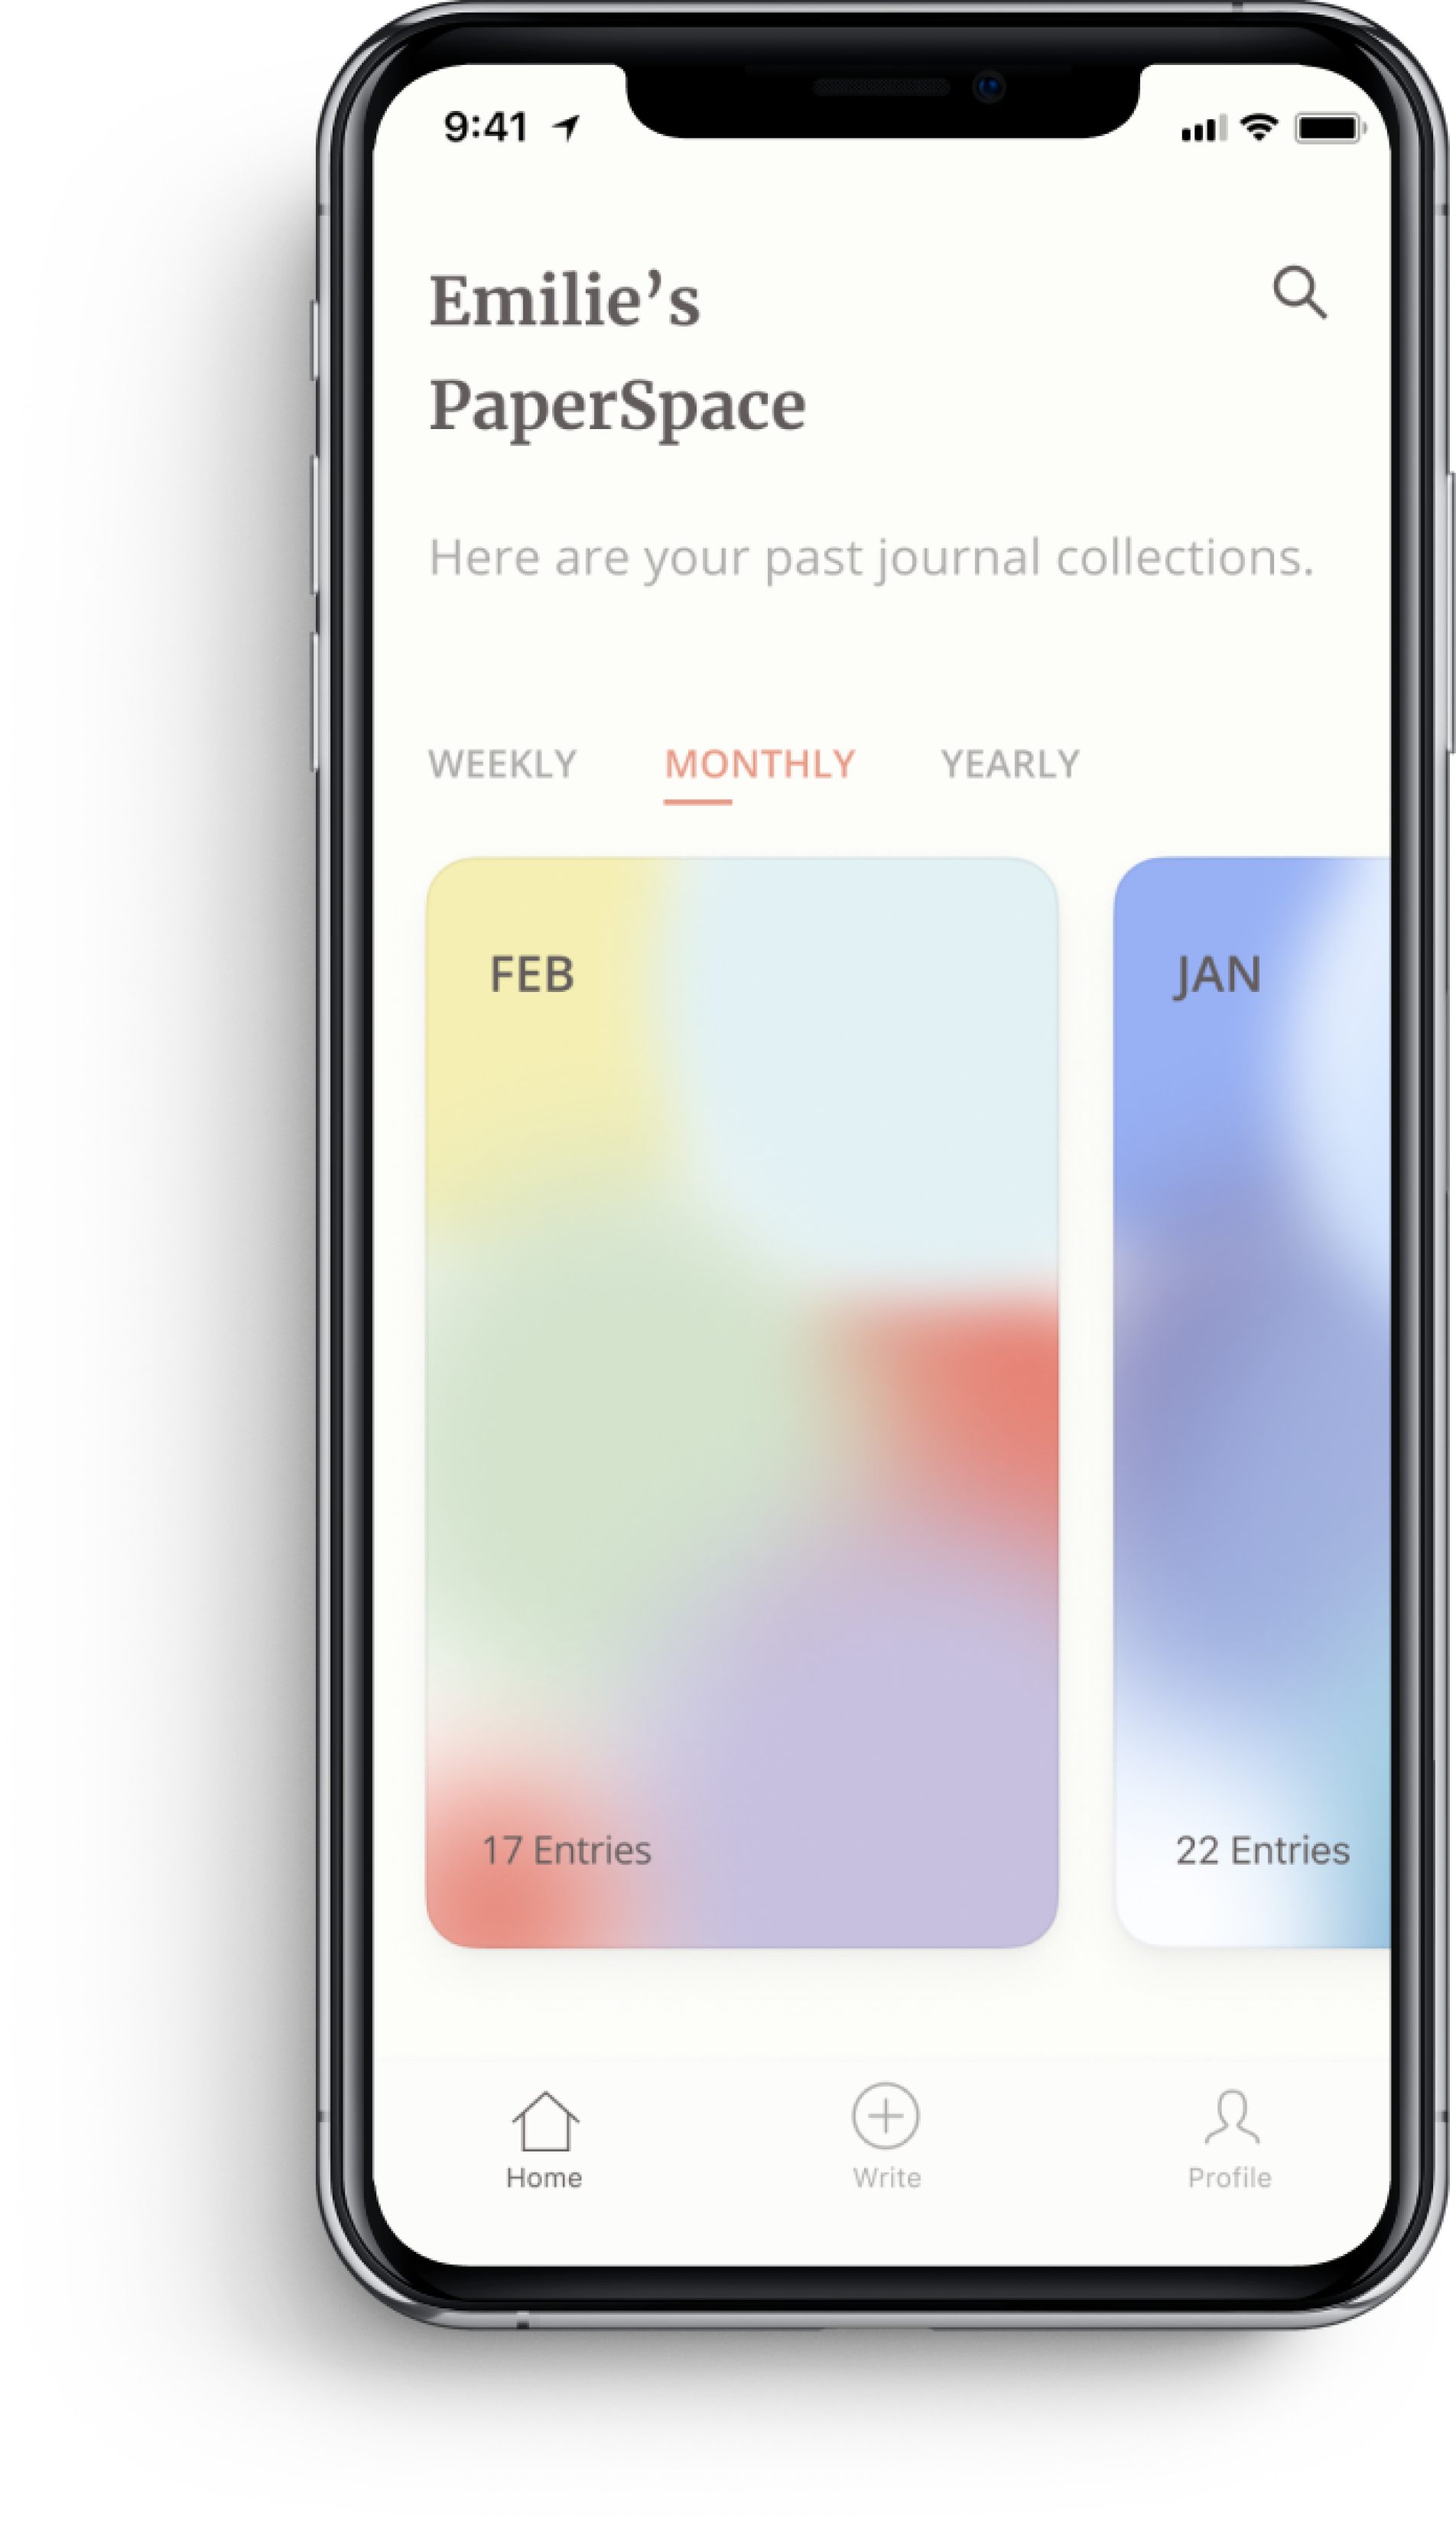 9:41
Emilie’s
PaperSpace
Here are your past journal collections.
WEEKLY MONTHLY YEARLY
FEB
JAN
17 Entries
22 Entries
Home Write Profile